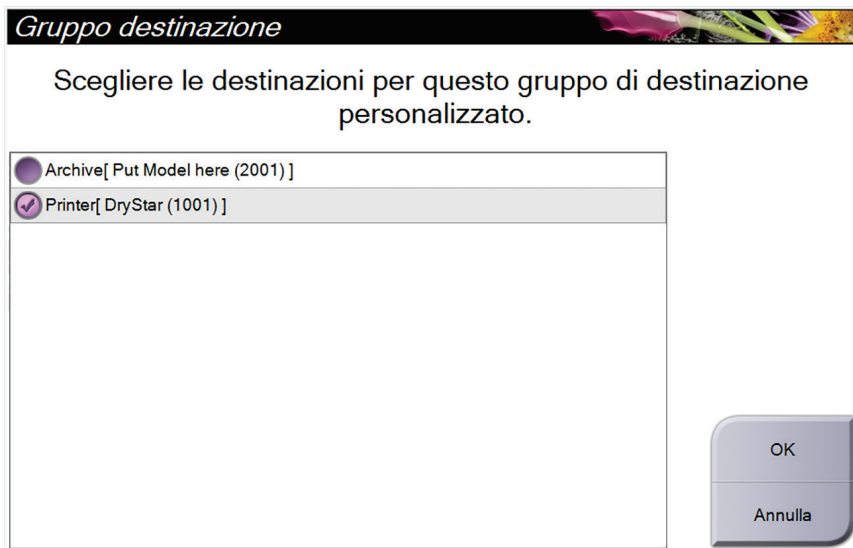 Gruppo destinazione
Scegliere le destinazioni per questo gruppo di destinazione
personalizzato.
Archive[ Put Model here (2001) ]
Printer[ DryStar (1001) ]
OK
Annulla